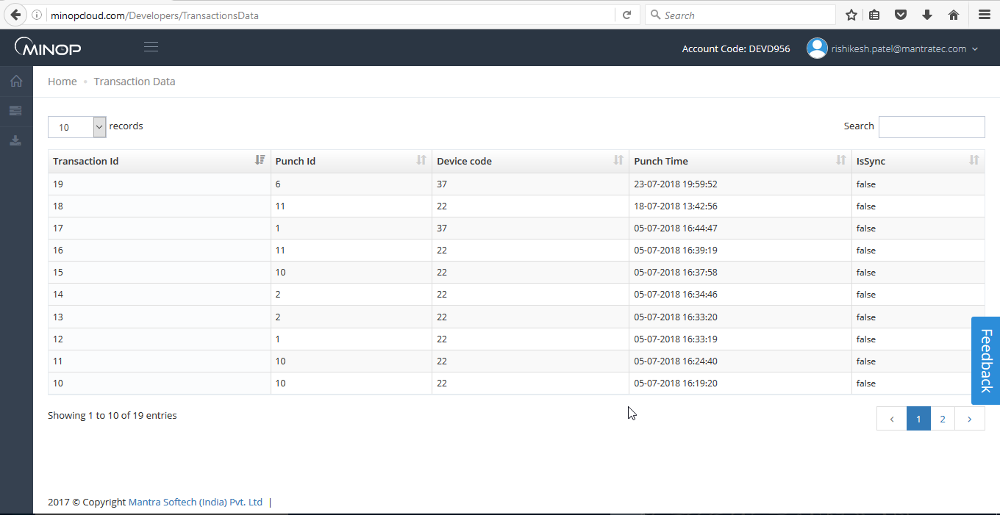 minopcloud.com/Developers/TransactionsData
Search
MINOP
Account Code: DEVD956
rishikesh.patel@mantratec.com
Home Transaction Data
10 records
Search
Transaction Id Punch Id Device code Punch Time IsSync
19 6 37 23-07-2018 19:59:52 false
18 11 22 18-07-2018 13:42:56 false
17 1 37 05-07-2018 16:44:47 false
16 11 22 05-07-2018 16:39:19 false
15 10 22 05-07-2018 16:37:58 false
14 2 22 05-07-2018 16:34:46 false
13 2 22 05-07-2018 16:33:20 false
12 1 22 05-07-2018 16:33:19 false
11 10 22 05-07-2018 16:24:40 false
10 10 22 05-07-2018 16:19:20 false
Feedback
Showing 1 to 10 of 19 entries
‹ 1 2 ›
2017 © Copyright Mantra Softech (India) Pvt. Ltd |